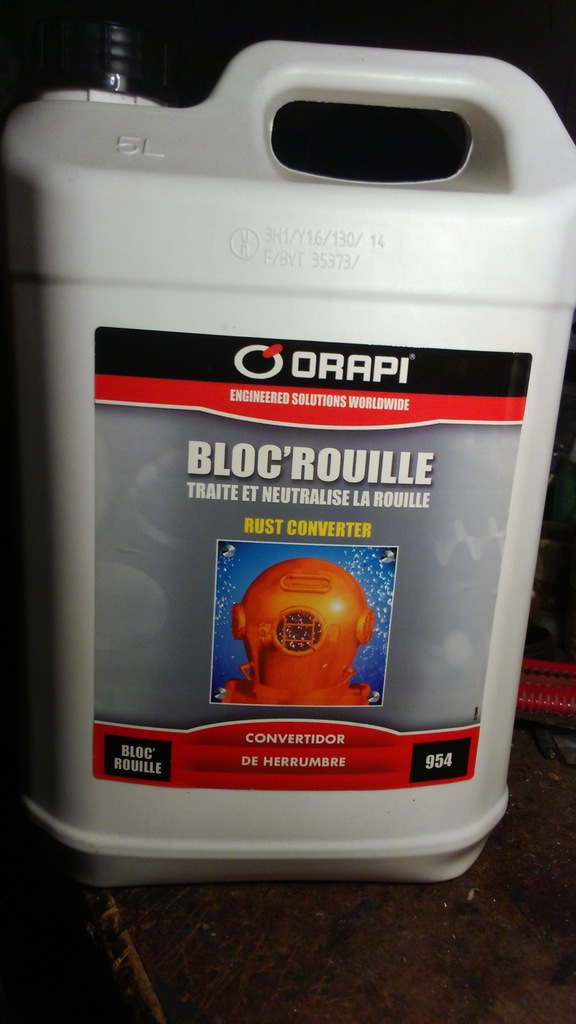 5L
3H1/Y16/130/ 14
F/BVT 35373/
ORAPI®
ENGINEERED SOLUTIONS WORLDWIDE
BLOC'ROUILLE
TRAITE ET NEUTRALISE LA ROUILLE
RUST CONVERTER
CONVERTIDOR
DE HERRUMBRE
BLOC'
ROUILLE
954